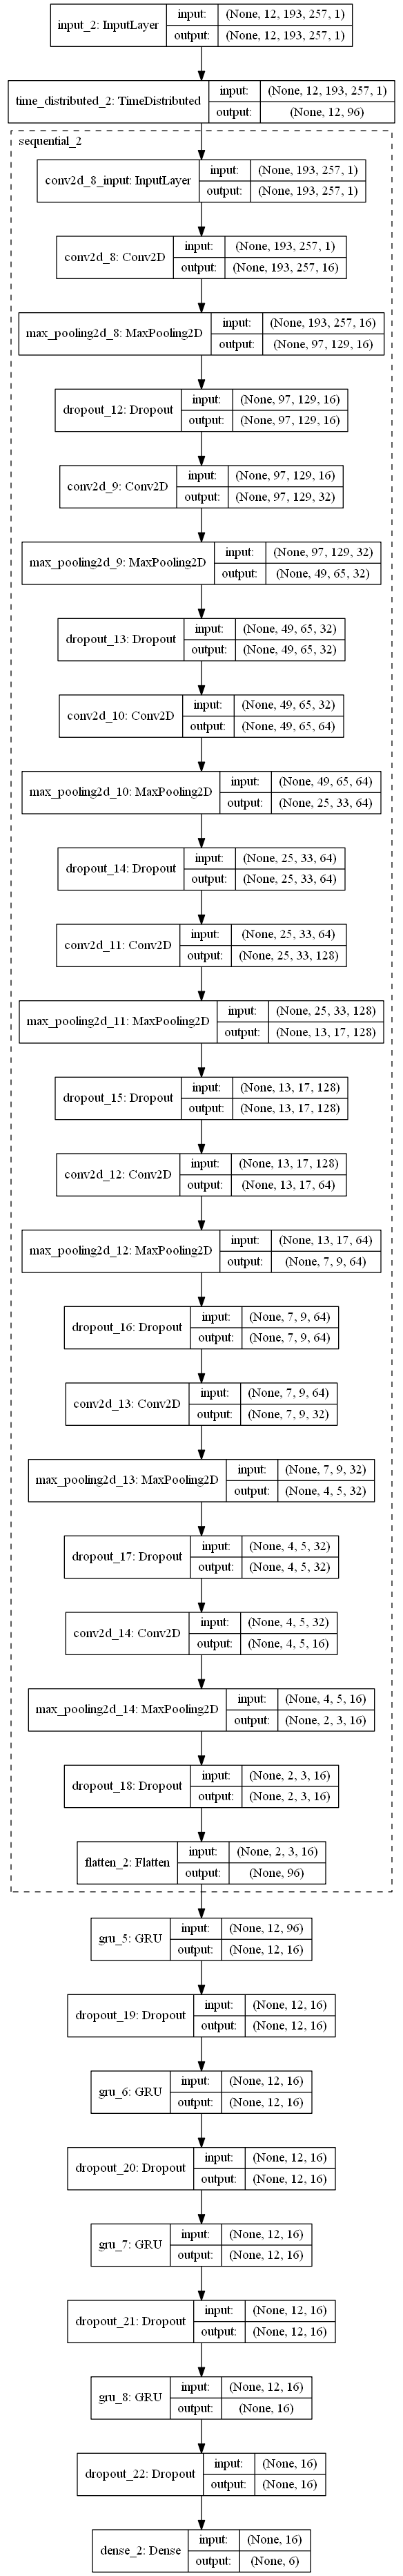 input_2: InputLayer
input: (None, 12, 193, 257, 1)
output: (None, 12, 193, 257, 1)
time_distributed_2: TimeDistributed
input: (None, 12, 193, 257, 1)
output: (None, 12, 96)
sequential_2
conv2d_8_input: InputLayer
input: (None, 193, 257, 1)
output: (None, 193, 257, 1)
conv2d_8: Conv2D
input: (None, 193, 257, 1)
output: (None, 193, 257, 16)
max_pooling2d_8: MaxPooling2D
input: (None, 193, 257, 16)
output: (None, 97, 129, 16)
dropout_12: Dropout
input: (None, 97, 129, 16)
output: (None, 97, 129, 16)
conv2d_9: Conv2D
input: (None, 97, 129, 16)
output: (None, 97, 129, 32)
max_pooling2d_9: MaxPooling2D
input: (None, 97, 129, 32)
output: (None, 49, 65, 32)
dropout_13: Dropout
input: (None, 49, 65, 32)
output: (None, 49, 65, 32)
conv2d_10: Conv2D
input: (None, 49, 65, 32)
output: (None, 49, 65, 64)
max_pooling2d_10: MaxPooling2D
input: (None, 49, 65, 64)
output: (None, 25, 33, 64)
dropout_14: Dropout
input: (None, 25, 33, 64)
output: (None, 25, 33, 64)
conv2d_11: Conv2D
input: (None, 25, 33, 64)
output: (None, 25, 33, 128)
max_pooling2d_11: MaxPooling2D
input: (None, 25, 33, 128)
output: (None, 13, 17, 128)
dropout_15: Dropout
input: (None, 13, 17, 128)
output: (None, 13, 17, 128)
conv2d_12: Conv2D
input: (None, 13, 17, 128)
output: (None, 13, 17, 64)
max_pooling2d_12: MaxPooling2D
input: (None, 13, 17, 64)
output: (None, 7, 9, 64)
dropout_16: Dropout
input: (None, 7, 9, 64)
output: (None, 7, 9, 64)
conv2d_13: Conv2D
input: (None, 7, 9, 64)
output: (None, 7, 9, 32)
max_pooling2d_13: MaxPooling2D
input: (None, 7, 9, 32)
output: (None, 4, 5, 32)
dropout_17: Dropout
input: (None, 4, 5, 32)
output: (None, 4, 5, 32)
conv2d_14: Conv2D
input: (None, 4, 5, 32)
output: (None, 4, 5, 16)
max_pooling2d_14: MaxPooling2D
input: (None, 4, 5, 16)
output: (None, 2, 3, 16)
dropout_18: Dropout
input: (None, 2, 3, 16)
output: (None, 2, 3, 16)
flatten_2: Flatten
input: (None, 2, 3, 16)
output: (None, 96)
gru_5: GRU
input: (None, 12, 96)
output: (None, 12, 16)
dropout_19: Dropout
input: (None, 12, 16)
output: (None, 12, 16)
gru_6: GRU
input: (None, 12, 16)
output: (None, 12, 16)
dropout_20: Dropout
input: (None, 12, 16)
output: (None, 12, 16)
gru_7: GRU
input: (None, 12, 16)
output: (None, 12, 16)
dropout_21: Dropout
input: (None, 12, 16)
output: (None, 12, 16)
gru_8: GRU
input: (None, 12, 16)
output: (None, 16)
dropout_22: Dropout
input: (None, 16)
output: (None, 16)
dense_2: Dense
input: (None, 16)
output: (None, 6)